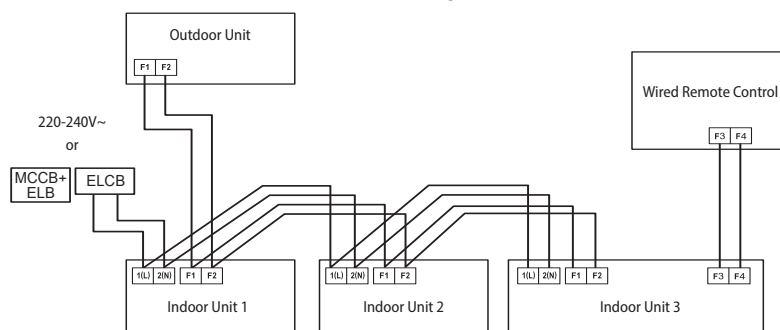 Outdoor Unit
F1 F2
Wired Remote Control
F3 F4
220-240V~
or
MCCB+
ELB
ELCB
1(L) 2(N) F1 F2
Indoor Unit 1
1(L) 2(N) F1 F2
Indoor Unit 2
1(L) 2(N) F1 F2 F3 F4
Indoor Unit 3